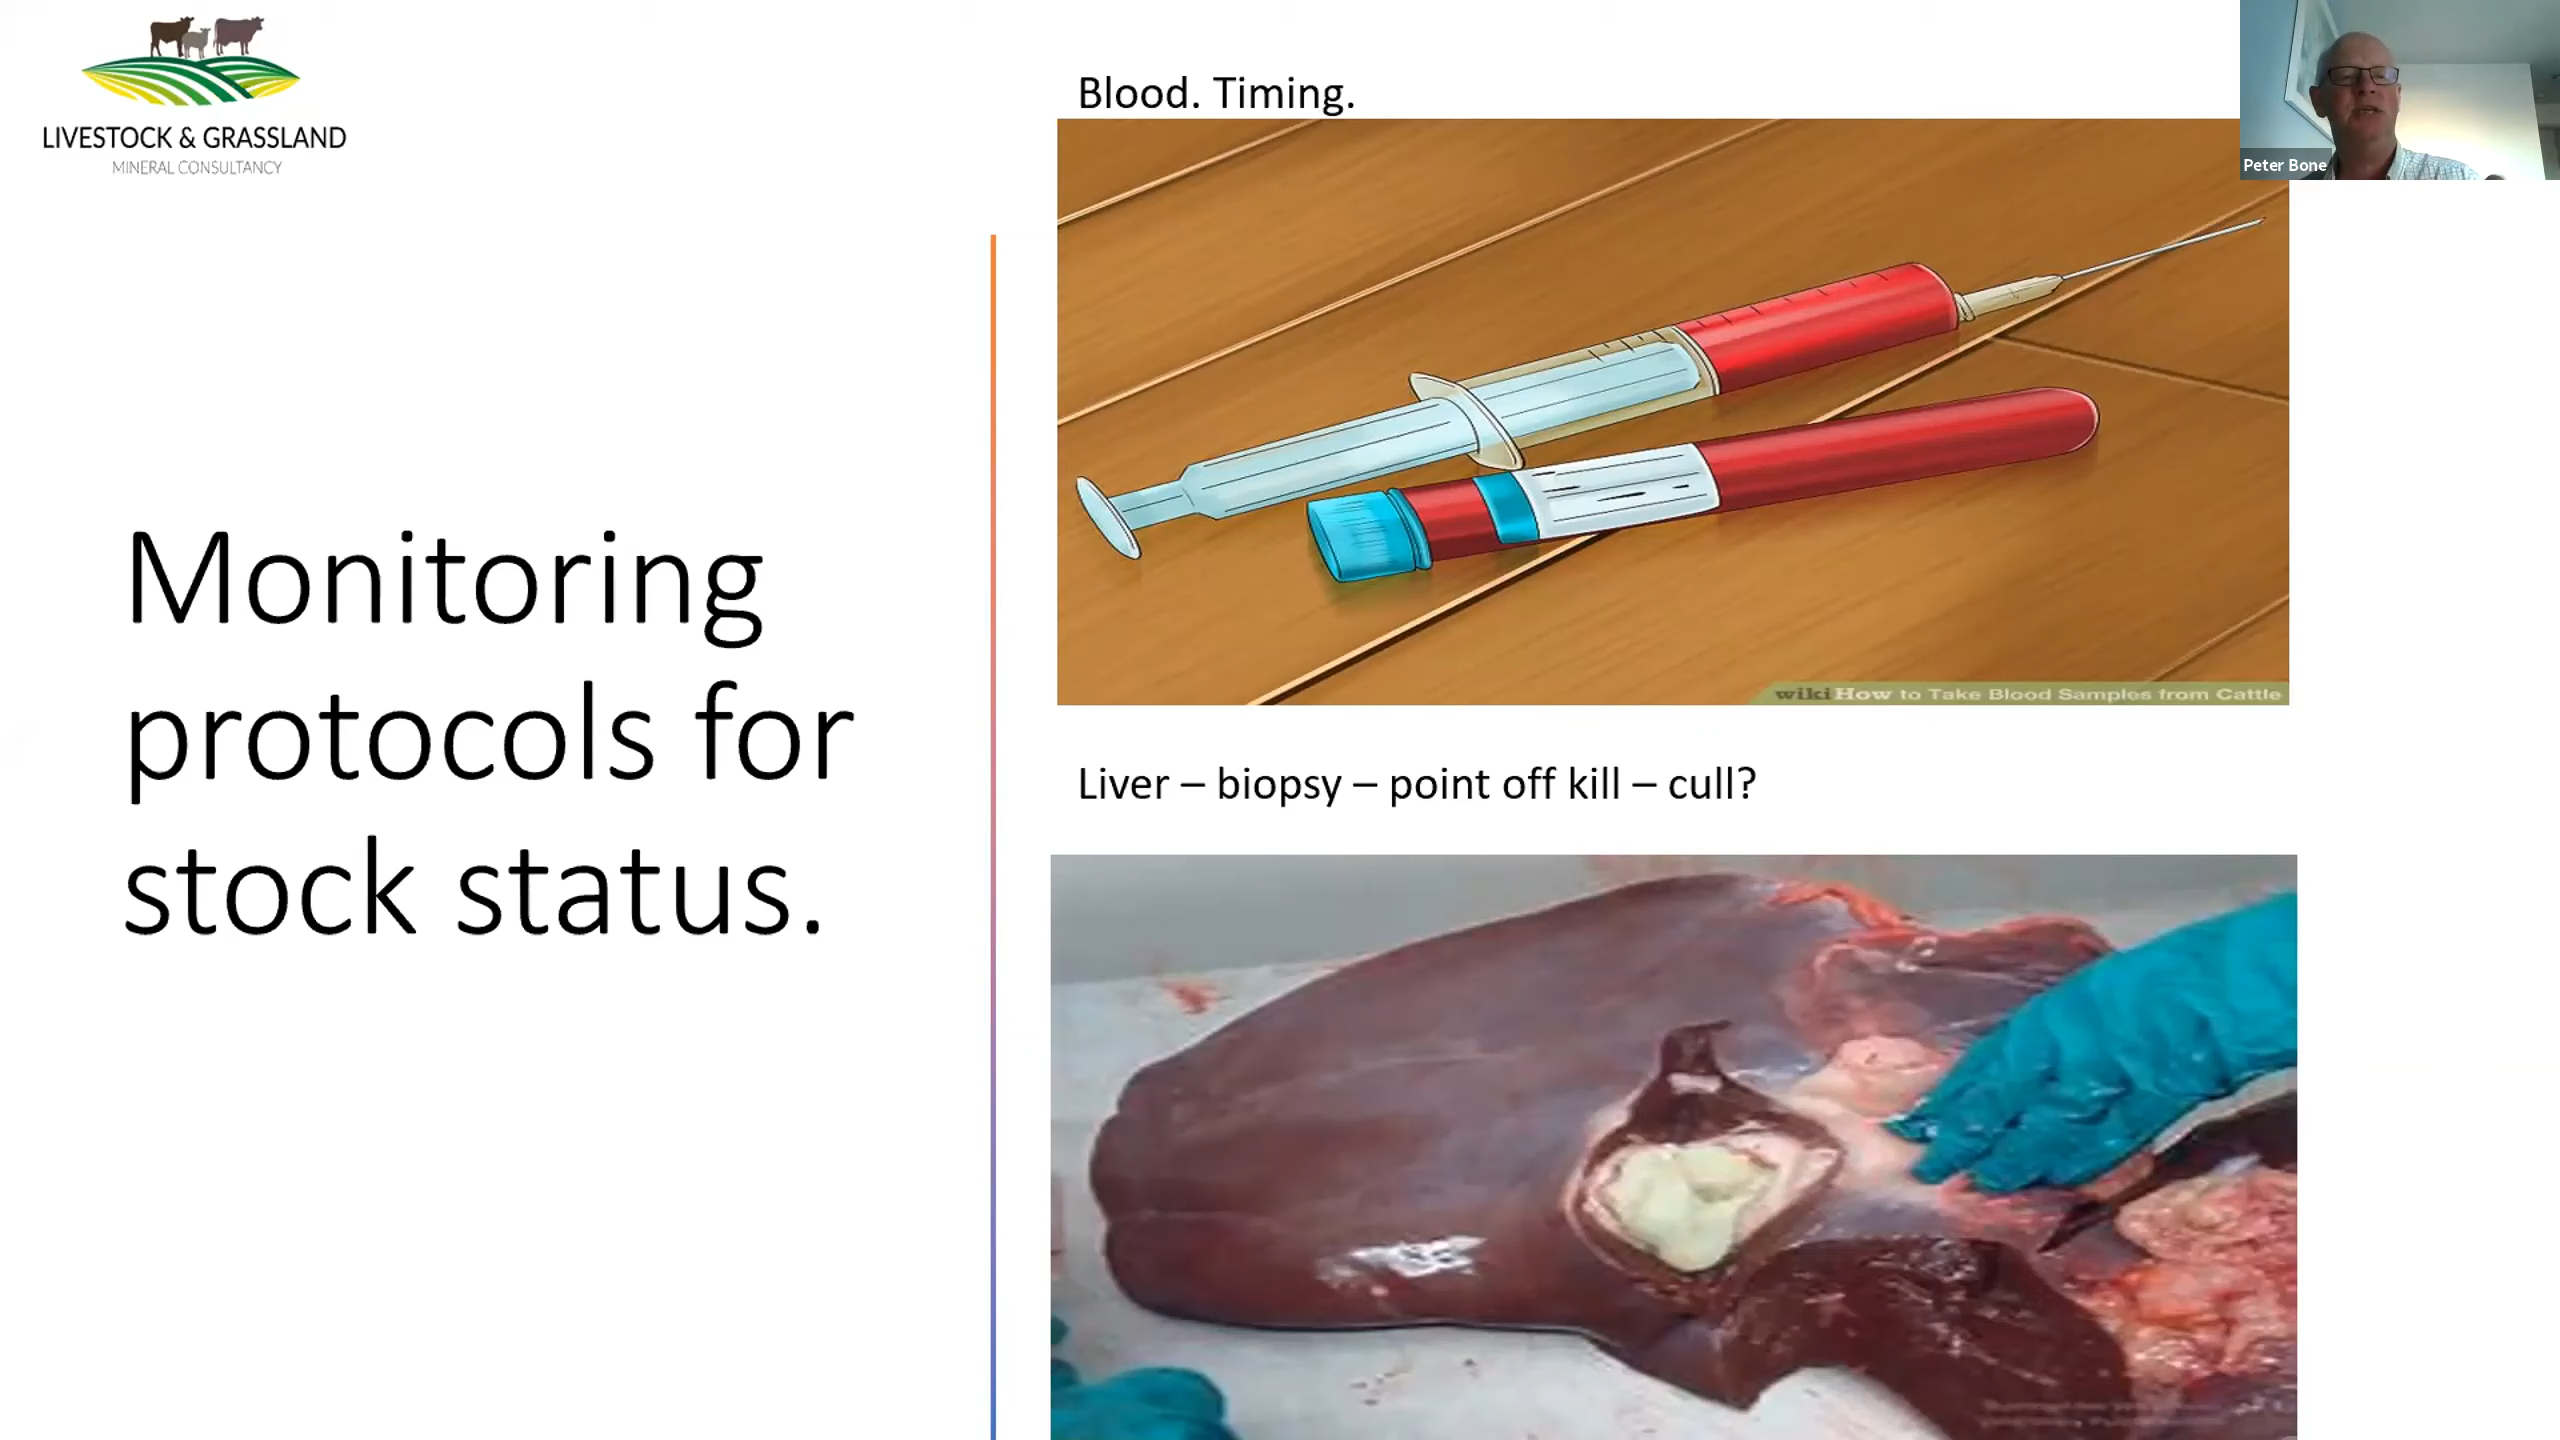 LIVESTOCK & GRASSLAND
MINERAL CONSULTANCY
Monitoring
protocols for
stock status.
Blood. Timing.
wikiHow to Take Blood Samples from Cattle
Liver – biopsy – point off kill – cull?
Peter Bone